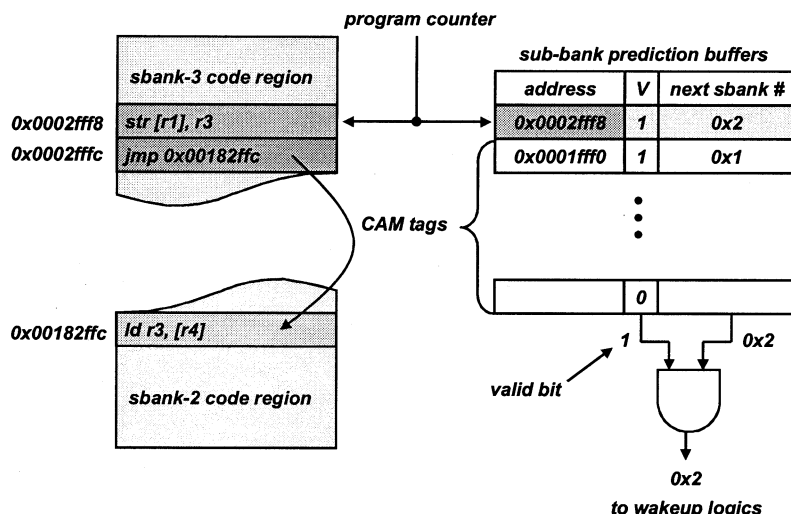 program counter
sub-bank prediction buffers
sbank-3 code region
address V next sbank #
0x0002fff8 str [r1], r3
0x0002fff8 1 0x2
0x0002fffc jmp 0x00182ffc
0x0001fff0 1 0x1
CAM tags
0
0x00182ffc ld r3, [r4]
1 0x2
valid bit
sbank-2 code region
0x2
to wakeup logics